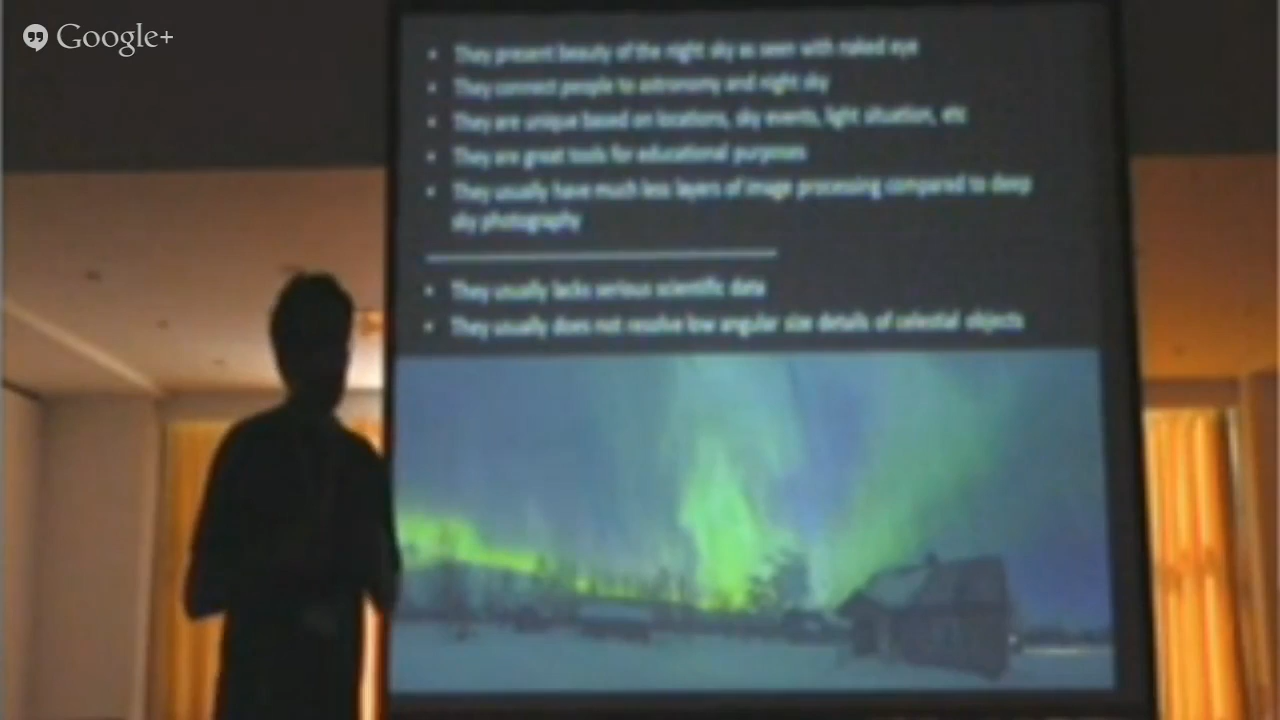 Google+
• They present beauty of the night sky as seen with naked eye
• They connect people to astronomy and night sky
• They are unique based on locations, sky events, light situation, etc
• They are great tools for educational purposes
• They usually have much less layers of image processing compared to deep
sky photography
• They usually lacks serious scientific data
• They usually does not resolve low angular size details of celestial objects